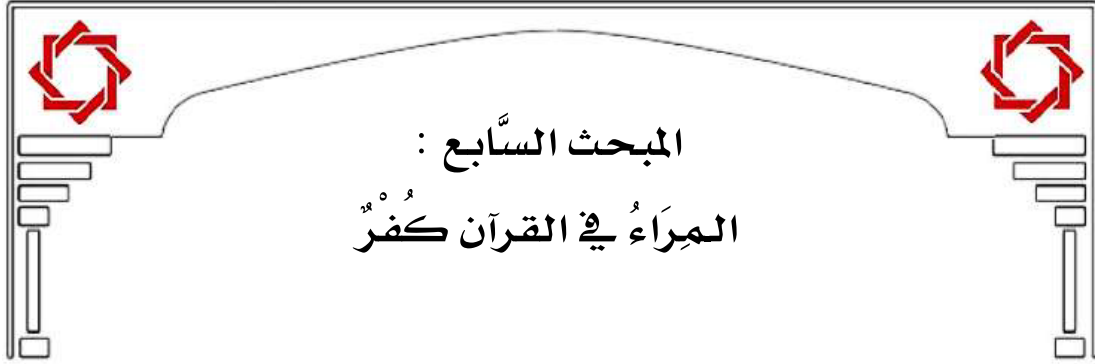 المبحث السَّابع :
المِرَاءُ في القرآن كُفْرٌ